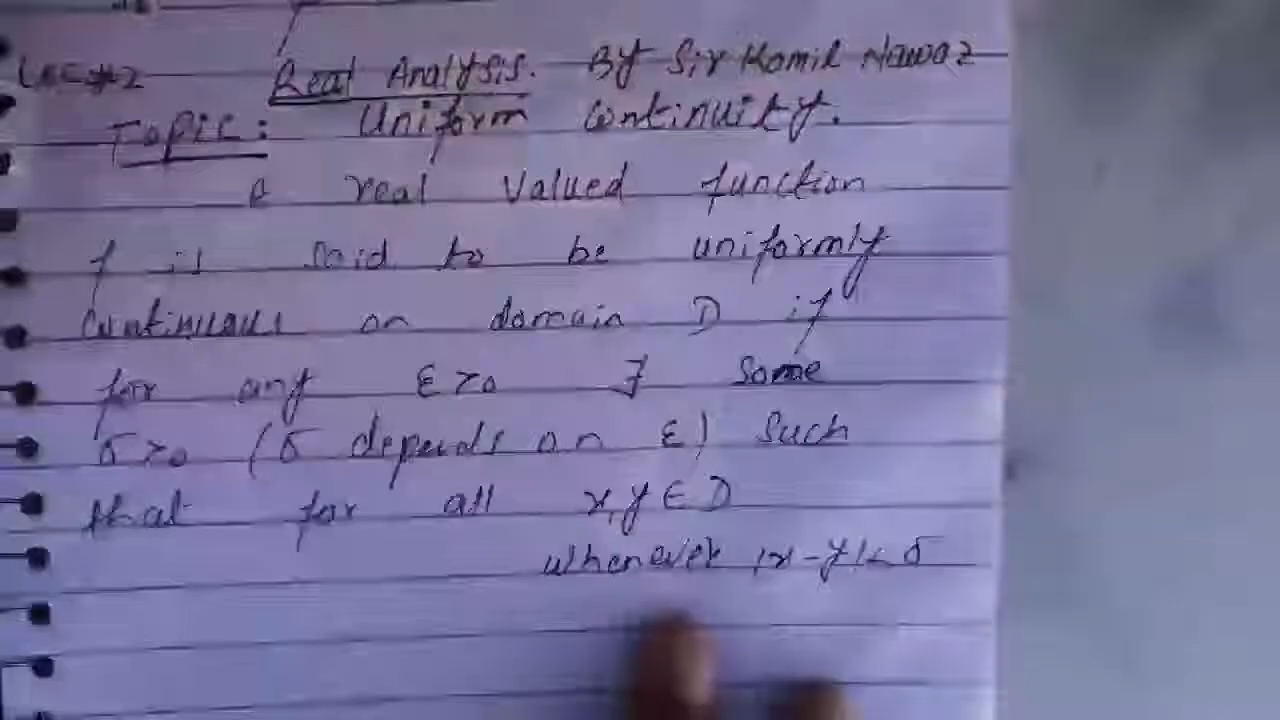 Lec#2 Real Analysis. By Sir Komil Nawaz
Topic: Uniform Continuity.
A real valued function
f is said to be uniformly
continuous on domain D if
for any ε>0 ∃ some
δ>0 (δ depends on ε) such
that for all x,y ∈ D
whenever |x-y|<δ